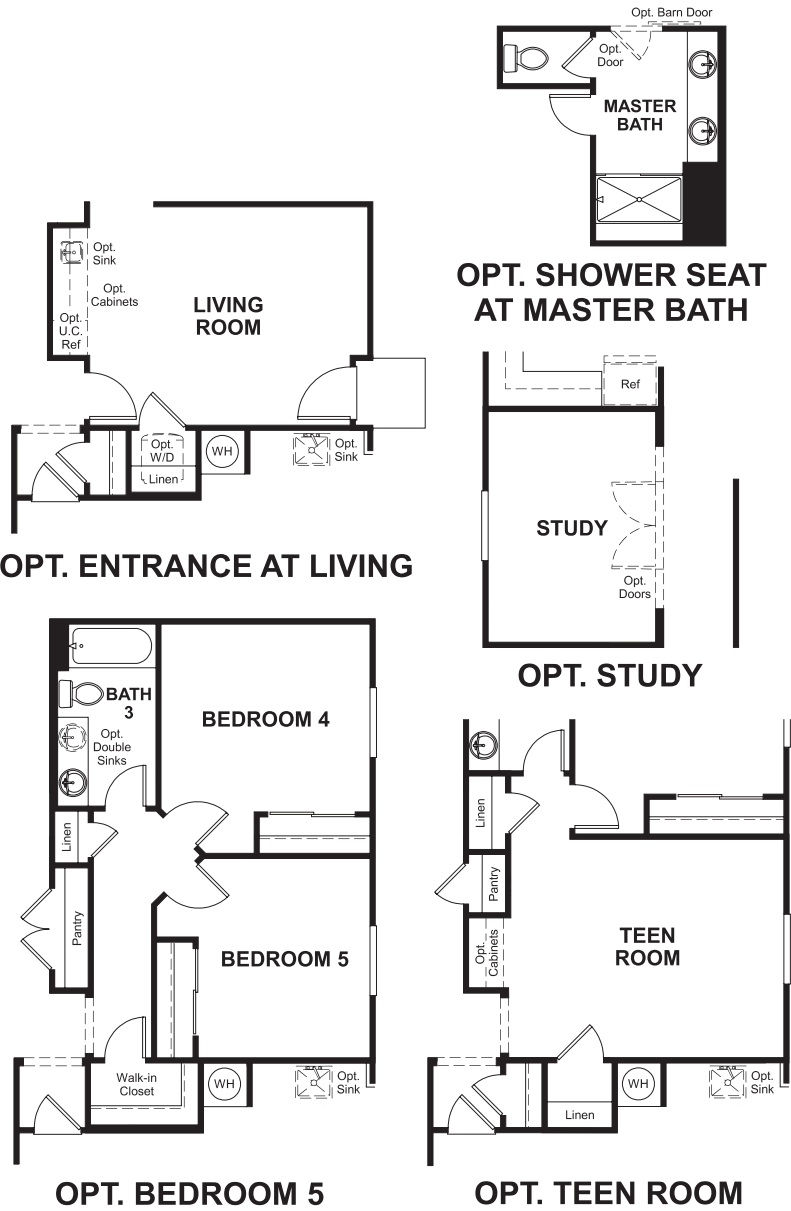 Opt. Barn Door
Opt.
Door
MASTER
BATH
OPT. SHOWER SEAT
AT MASTER BATH
Opt.
Sink
Opt.
Cabinets
Opt.
U.C.
Ref
LIVING
ROOM
Opt.
W/D
Linen
WH
Opt.
Sink
OPT. ENTRANCE AT LIVING
Ref
STUDY
Opt.
Doors
OPT. STUDY
BATH
3
Opt.
Double
Sinks
BEDROOM 4
Linen
Pantry
BEDROOM 5
Walk-in
Closet
WH
Opt.
Sink
OPT. BEDROOM 5
Linen
Pantry
Opt.
Cabinets
TEEN
ROOM
Linen
WH
Opt.
Sink
OPT. TEEN ROOM